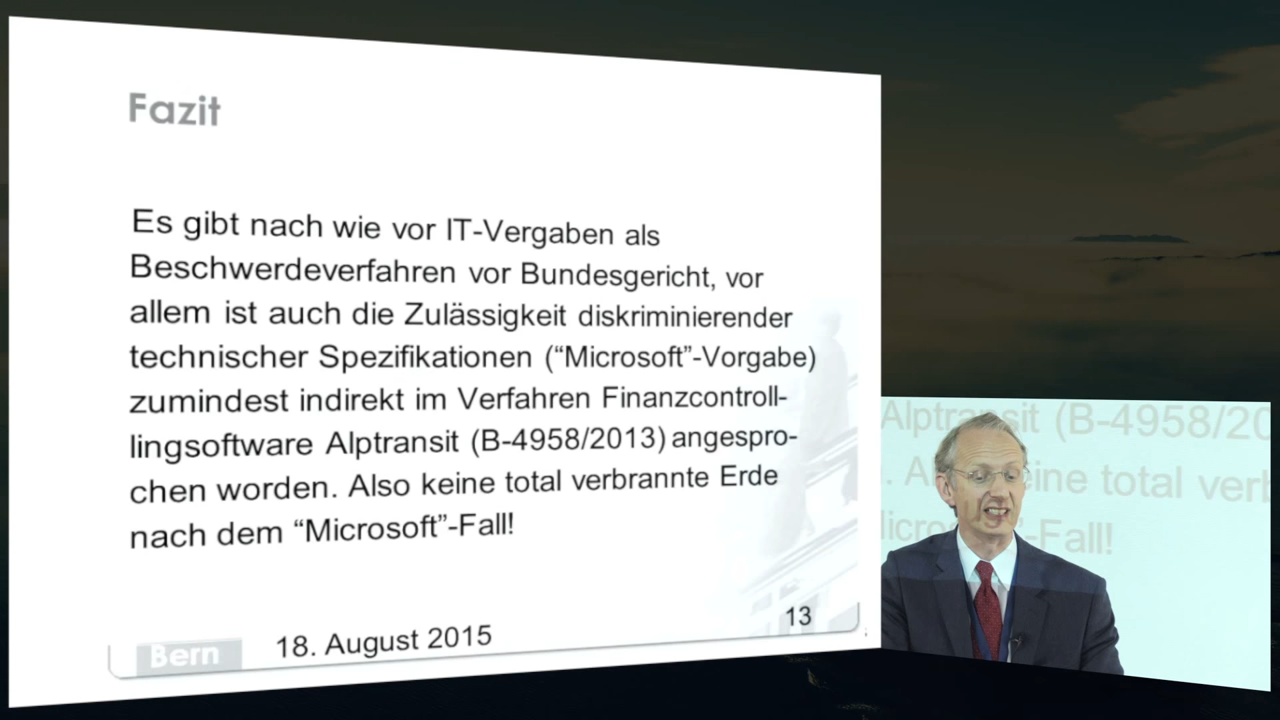 Fazit
Es gibt nach wie vor IT-Vergaben als
Beschwerdeverfahren vor Bundesgericht, vor
allem ist auch die Zulässigkeit diskriminierender
technischer Spezifikationen (“Microsoft”-Vorgabe)
zumindest indirekt im Verfahren Finanzcontroll-
lingsoftware Alptransit (B-4958/2013) angespro-
chen worden. Also keine total verbrannte Erde
nach dem “Microsoft”-Fall!
Bern
18. August 2015
13
Alptransit (B-4958/20
eine total verb
-Fall!